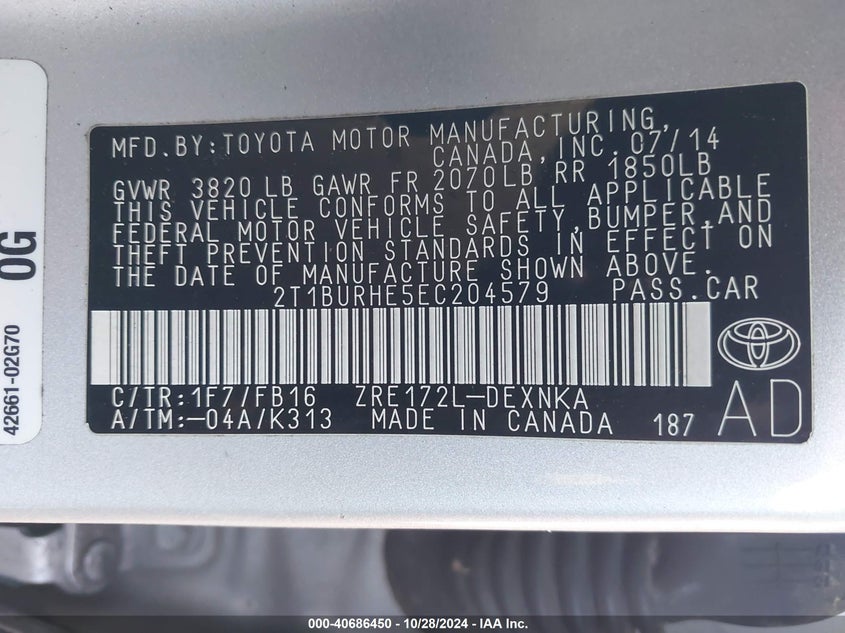 MFD.BY:TOYOTA MOTOR MANUFACTURING,
CANADA,INC. 07/14
GVWR 3820 LB GAWR FR 2070LB RR 1850LB
THIS VEHICLE CONFORMS TO ALL APPLICABLE
FEDERAL MOTOR VEHICLE SAFETY,BUMPER,AND
THEFT PREVENTION STANDARDS IN EFFECT ON
THE DATE OF MANUFACTURE SHOWN ABOVE.
2T1BURHE5EC204579 PASS.CAR
C/TR:1F7/FB16 ZRE172L-DEXNKA
A/TM:-04A/K313 MADE IN CANADA 187
AD
42661-02G70
0G
000-40686450 - 10/28/2024 - IAA Inc.